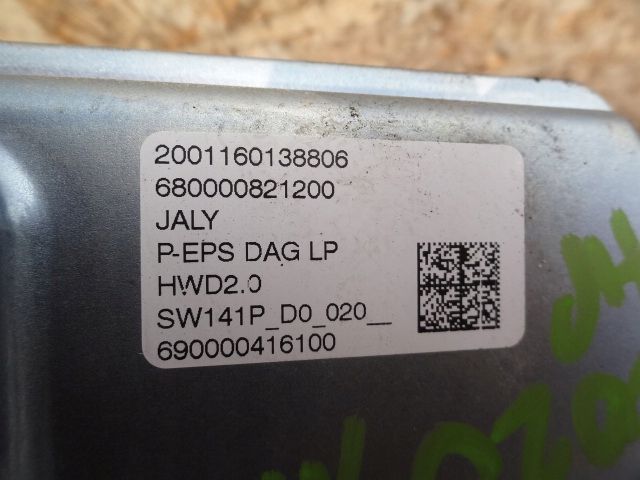 2001160138806
680000821200
JALY
P-EPS DAG LP
HWD2.0
SW141P_D0_020__
690000416100